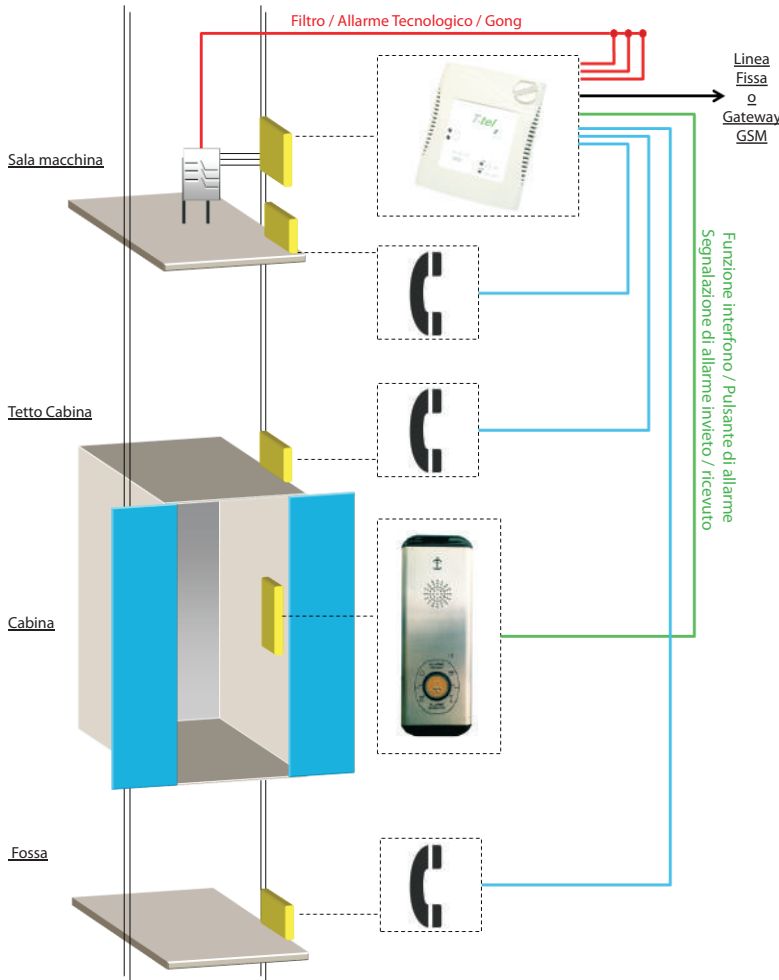 Filtro / Allarme Tecnologico / Gong
Linea
Fissa
o
Gateway
GSM
T-tel
Sala macchina
Funzione interfono / Pulsante di allarme
Segnalazione di allarme invieto / ricevuto
Tetto Cabina
Cabina
Fossa